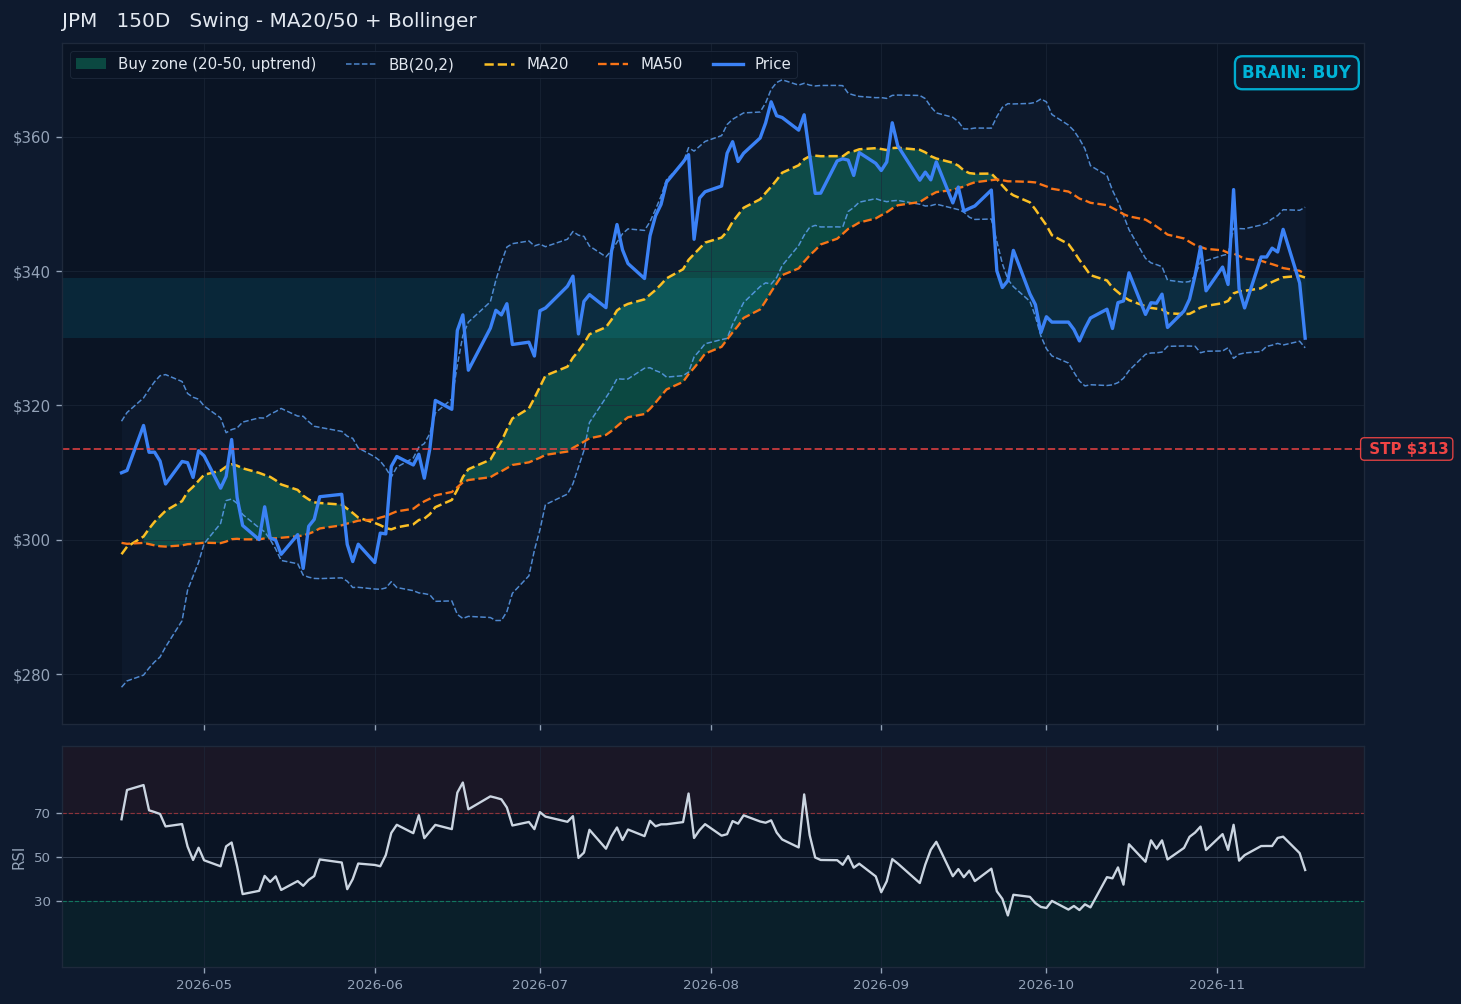 JPM 150D Swing - MA20/50 + Bollinger
Buy zone (20-50, uptrend) BB(20,2) MA20 MA50 Price
BRAIN: BUY
$360
$340
$320
$300
$280
STP $313
RSI
70
50
30
2026-05 2026-06 2026-07 2026-08 2026-09 2026-10 2026-11